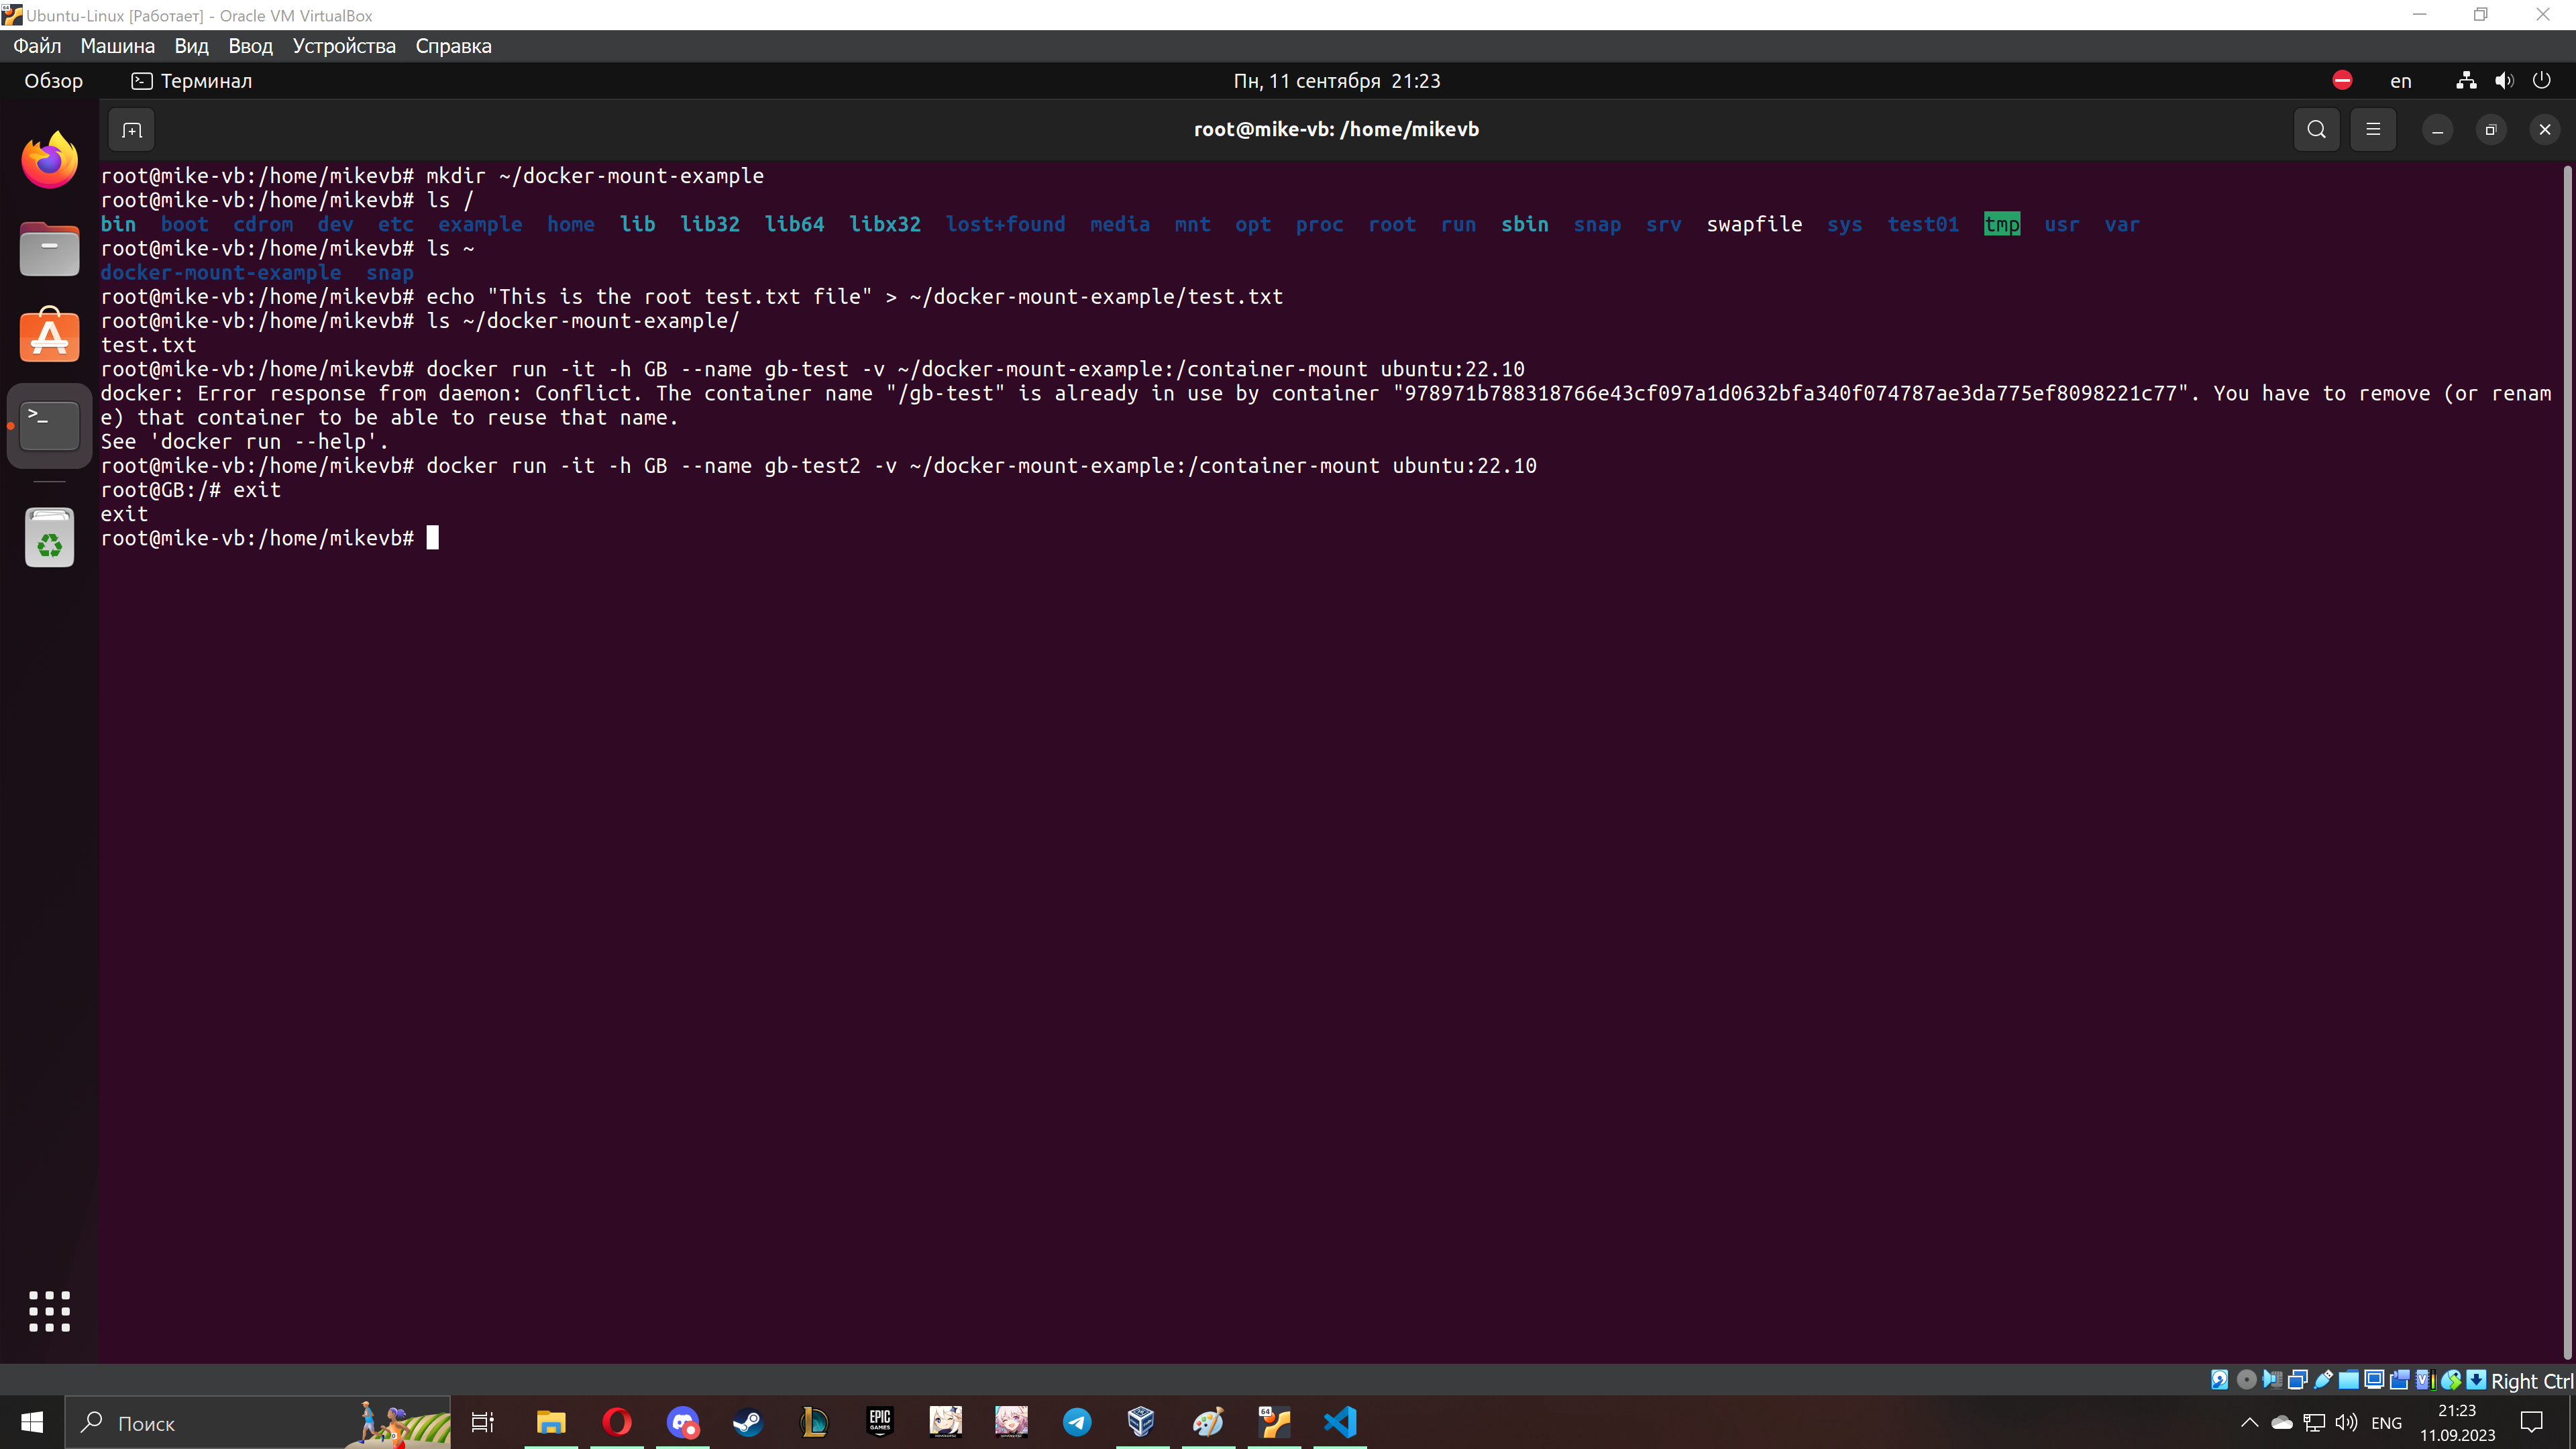 Ubuntu-Linux [Работает] - Oracle VM VirtualBox
Файл Машина Вид Ввод Устройства Справка
Обзор Терминал Пн, 11 сентября 21:23 en
root@mike-vb: /home/mikevb
root@mike-vb:/home/mikevb# mkdir ~/docker-mount-example
root@mike-vb:/home/mikevb# ls /
bin boot cdrom dev etc example home lib lib32 lib64 libx32 lost+found media mnt opt proc root run sbin snap srv swapfile sys test01 tmp usr var
root@mike-vb:/home/mikevb# ls ~
docker-mount-example snap
root@mike-vb:/home/mikevb# echo "This is the root test.txt file" > ~/docker-mount-example/test.txt
root@mike-vb:/home/mikevb# ls ~/docker-mount-example/
test.txt
root@mike-vb:/home/mikevb# docker run -it -h GB --name gb-test -v ~/docker-mount-example:/container-mount ubuntu:22.10
docker: Error response from daemon: Conflict. The container name "/gb-test" is already in use by container "978971b788318766e43cf097a1d0632bfa340f074787ae3da775ef8098221c77". You have to remove (or renam
e) that container to be able to reuse that name.
See 'docker run --help'.
root@mike-vb:/home/mikevb# docker run -it -h GB --name gb-test2 -v ~/docker-mount-example:/container-mount ubuntu:22.10
root@GB:/# exit
exit
root@mike-vb:/home/mikevb#
Right Ctrl
Поиск
EPIC
GAMES
64
ENG
21:23
11.09.2023